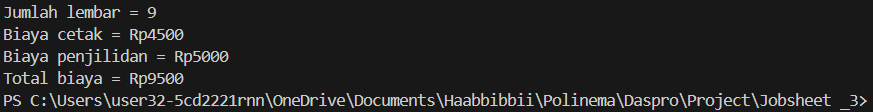 Jumlah lembar = 9
Biaya cetak = Rp4500
Biaya penjilidan = Rp5000
Total biaya = Rp9500
PS C:\Users\user32-5cd2221rnn\OneDrive\Documents\Haabbibbii\Polinema\Daspro\Project\Jobsheet _3>